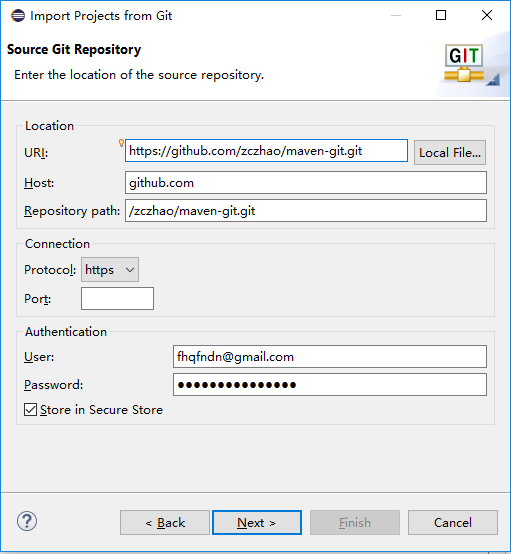 Import Projects from Git
Source Git Repository
Enter the location of the source repository.
GIT
Location
URI: https://github.com/zczhao/maven-git.git Local File...
Host: github.com
Repository path: /zczhao/maven-git.git
Connection
Protocol: https
Port:
Authentication
User: fhqfndn@gmail.com
Password: ●●●●●●●●●●●●●●●
Store in Secure Store
? < Back Next > Finish Cancel